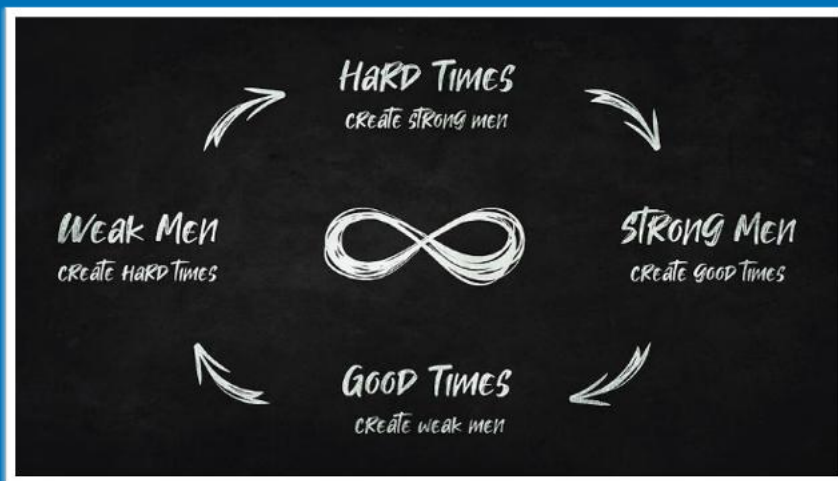 HARD TIMES
CREATE STRONG MEN
STRONG MEN
CREATE GOOD TIMES
GOOD TIMES
CREATE WEAK MEN
WEAK MEN
CREATE HARD TIMES